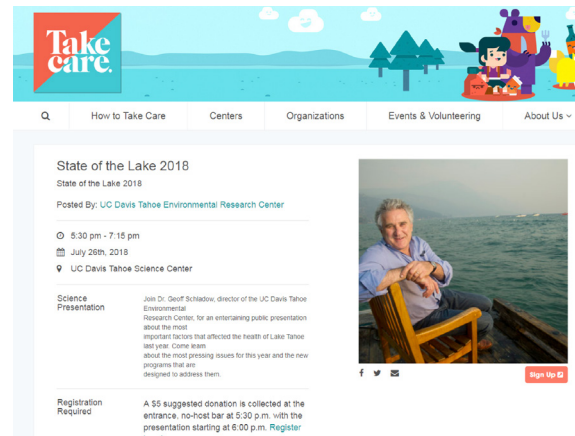 Take
care.
How to Take Care
Centers
Organizations
Events & Volunteering
About Us
State of the Lake 2018
State of the Lake 2018
Posted By: UC Davis Tahoe Environmental Research Center
5:30 pm - 7:15 pm
July 26th, 2018
UC Davis Tahoe Science Center
Science
Presentation
Join Dr. Geoff Schladow, director of the UC Davis Tahoe
Environmental
Research Center, for an entertaining public presentation
about the most
important factors that affected the health of Lake Tahoe
last year. Come learn
about the most pressing issues for this year and the new
programs that are
designed to address them.
Sign Up
Registration
Required
A $5 suggested donation is collected at the
entrance, no-host bar at 5:30 p.m. with the
presentation starting at 6:00 p.m. Register